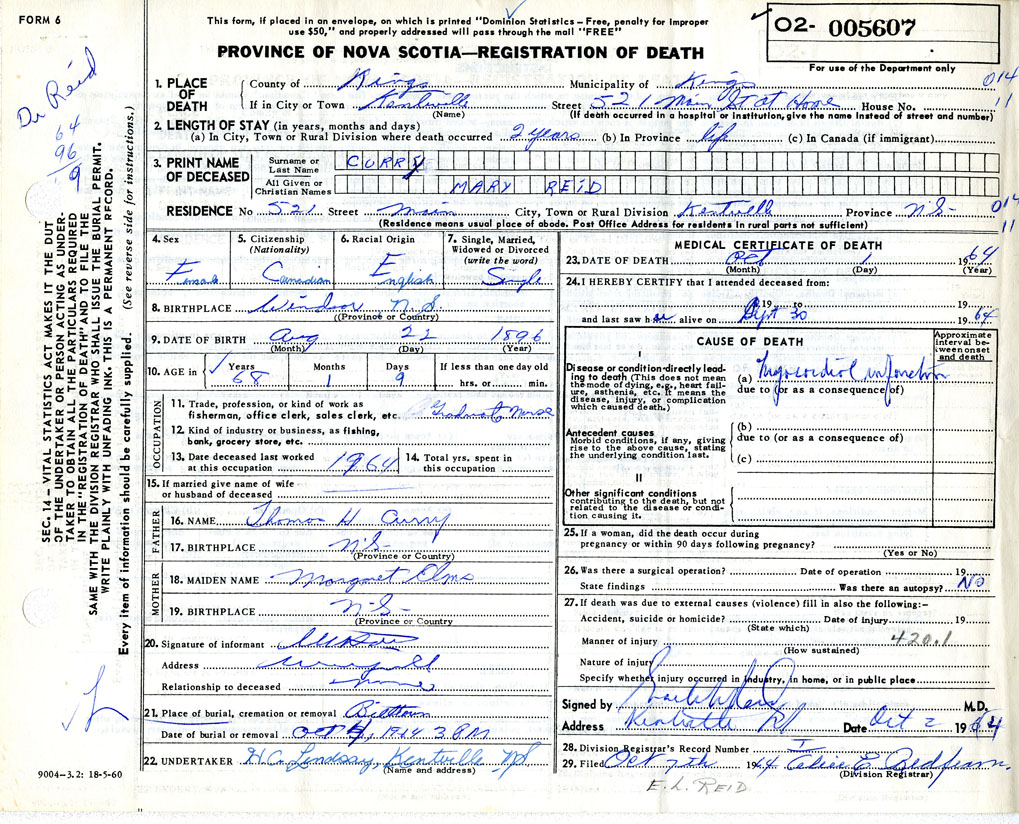 FORM 6
This form, if placed in an envelope, on which is printed "Dominion Statistics – Free, penalty for improper
use $50," and properly addressed will pass through the mail "FREE"
PROVINCE OF NOVA SCOTIA—REGISTRATION OF DEATH
02- 005607
For use of the Department only
Dr Reid
64
96
9
1. PLACE OF DEATH
County of Kings Municipality of Kings 014
If in City or Town Kentville Street 521 Main St at Home House No. 11
(Name) (If death occurred in a hospital or institution, give the name instead of street and number)
2. LENGTH OF STAY (in years, months and days)
(a) In City, Town or Rural Division where death occurred 2 years (b) In Province life (c) In Canada (if immigrant)
3. PRINT NAME OF DECEASED
Surname or Last Name CURRY
All Given or Christian Names MARY REID
RESIDENCE No 521 Street Main City, Town or Rural Division Kentville Province N.S- 014
(Residence means usual place of abode. Post Office Address for residents in rural parts not sufficient) 11
4. Sex Female
5. Citizenship (Nationality) Canadian
6. Racial Origin English
7. Single, Married, Widowed or Divorced (write the word) Single
8. BIRTHPLACE Windsor N.S
(Province or Country)
9. DATE OF BIRTH Aug 22 1896
(Month) (Day) (Year)
10. AGE in Years 68 Months 1 Days 9 If less than one day old
hrs. or min.
OCCUPATION
11. Trade, profession, or kind of work as
fisherman, office clerk, sales clerk, etc. Graduate Nurse
12. Kind of industry or business, as fishing,
bank, grocery store, etc.
13. Date deceased last worked
at this occupation 1964
14. Total yrs. spent in
this occupation
15. If married give name of wife
or husband of deceased
FATHER
16. NAME Thomas H Curry
17. BIRTHPLACE N.S
(Province or Country)
MOTHER
18. MAIDEN NAME Margaret Elms
19. BIRTHPLACE N-S-
(Province or Country)
20. Signature of informant
Address
Relationship to deceased
21. Place of burial, cremation or removal
Date of burial or removal 1964 3 PM
22. UNDERTAKER H.C. Lindsay, Kentville NS
(Name and address)
9004–3.2: 18-5-60
MEDICAL CERTIFICATE OF DEATH
23. DATE OF DEATH Oct 1 1964
(Month) (Day) (Year)
24. I HEREBY CERTIFY that I attended deceased from:
19 to 19
and last saw her alive on Sept 30 1964
CAUSE OF DEATH
Approximate interval between onset and death
I
Disease or condition directly leading
to death (This does not mean
the mode of dying, e.g., heart failure,
asthenia, etc. It means the
disease, injury, or complication
which caused death.)
(a) Myocardial infarction
due to (or as a consequence of)
Antecedent causes
Morbid conditions, if any, giving
rise to the above cause, stating
the underlying condition last.
(b)
due to (or as a consequence of)
(c)
II
Other significant conditions
contributing to the death, but not
related to the disease or condition
causing it.
25. If a woman, did the death occur during
pregnancy or within 90 days following pregnancy?
(Yes or No)
26. Was there a surgical operation? Date of operation 19
State findings Was there an autopsy? NO
27. If death was due to external causes (violence) fill in also the following:–
Accident, suicide or homicide? Date of injury 19
(State which)
Manner of injury 420.1
(How sustained)
Nature of injury
Specify whether injury occurred in industry, in home, or in public place
Signed by M.D.
Address Kentville NS Date Oct 2 1964
28. Division Registrar's Record Number
29. Filed Oct 7th 1964
(Division Registrar)
E. L. REID
SEC. 14 – VITAL STATISTICS ACT MAKES IT THE DUT
OF THE UNDERTAKER OR PERSON ACTING AS UNDER-
TAKER TO OBTAIN ALL THE PARTICULARS REQUIRED
IN THE "REGISTRATION OF DEATH" AND TO FILE THE
SAME WITH THE DIVISION REGISTRAR WHO SHALL ISSUE THE BURIAL PERMIT.
WRITE PLAINLY WITH UNFADING INK. THIS IS A PERMANENT RECORD.
Every item of information should be carefully supplied. (See reverse side for instructions.)